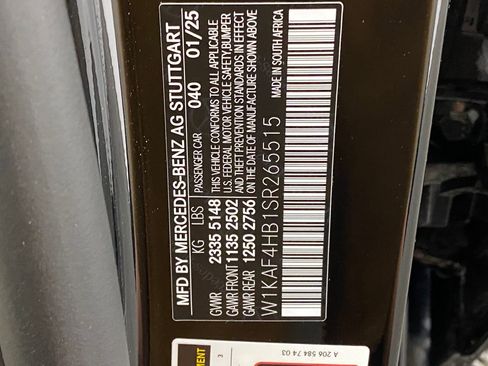 MFD BY MERCEDES-BENZ AG STUTTGART
KG LBS PASSENGER CAR 040 01/25
GVWR 2335 5148 THIS VEHICLE CONFORMS TO ALL APPLICABLE
GAWR FRONT 1135 2502 U.S. FEDERAL MOTOR VEHICLE SAFETY, BUMPER
GAWR REAR 1250 2756 AND THEFT PREVENTION STANDARDS IN EFFECT
ON THE DATE OF MANUFACTURE SHOWN ABOVE
W1KAF4HB1SR265515 MADE IN SOUTH AFRICA
A 206 584 74 03
3